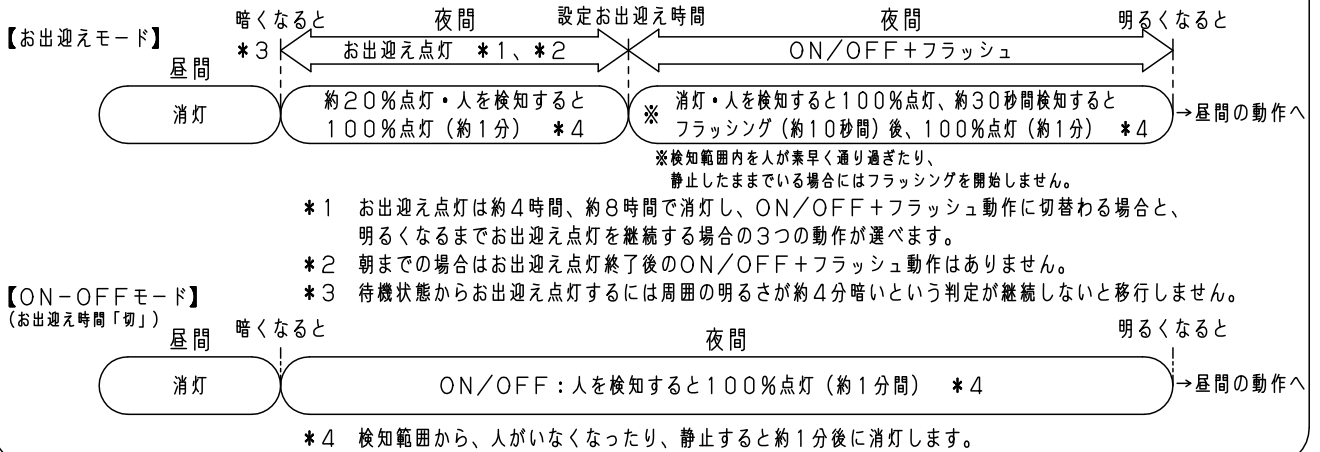 【お出迎えモード】
暗くなると
夜間
設定お出迎え時間
夜間
明るくなると
*3
お出迎え点灯 *1、*2
ON/OFF+フラッシュ
昼間
消灯
約20%点灯・人を検知すると
100%点灯(約1分) *4
※ 消灯・人を検知すると100%点灯、約30秒間検知すると
フラッシング(約10秒間)後、100%点灯(約1分) *4
→昼間の動作へ
※検知範囲内を人が素早く通り過ぎたり、
静止したままでいる場合にはフラッシングを開始しません。
*1 お出迎え点灯は約4時間、約8時間で消灯し、ON/OFF+フラッシュ動作に切替わる場合と、
明るくなるまでお出迎え点灯を継続する場合の3つの動作が選べます。
*2 朝までの場合はお出迎え点灯終了後のON/OFF+フラッシュ動作はありません。
*3 待機状態からお出迎え点灯するには周囲の明るさが約4分暗いという判定が継続しないと移行しません。
【ON-OFFモード】
(お出迎え時間「切」)
昼間
暗くなると
夜間
明るくなると
消灯
ON/OFF:人を検知すると100%点灯(約1分間) *4
→昼間の動作へ
*4 検知範囲から、人がいなくなったり、静止すると約1分後に消灯します。